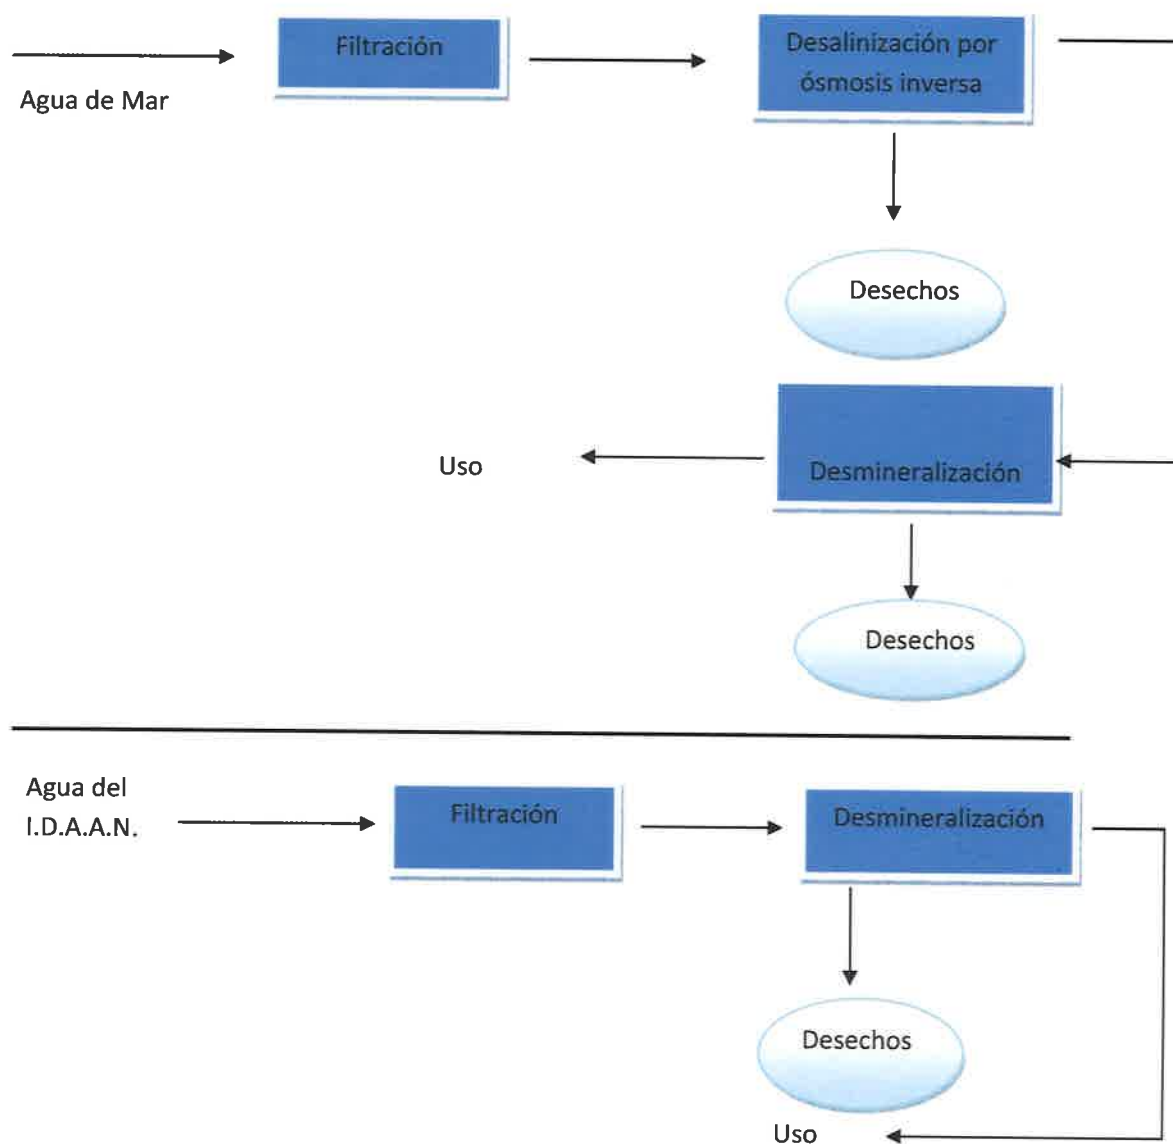 Filtración
Desalinización por
ósmosis inversa
Agua de Mar
Desechos
Uso
Desmineralización
Desechos
Agua del
I.D.A.A.N.
Filtración
Desmineralización
Desechos
Uso